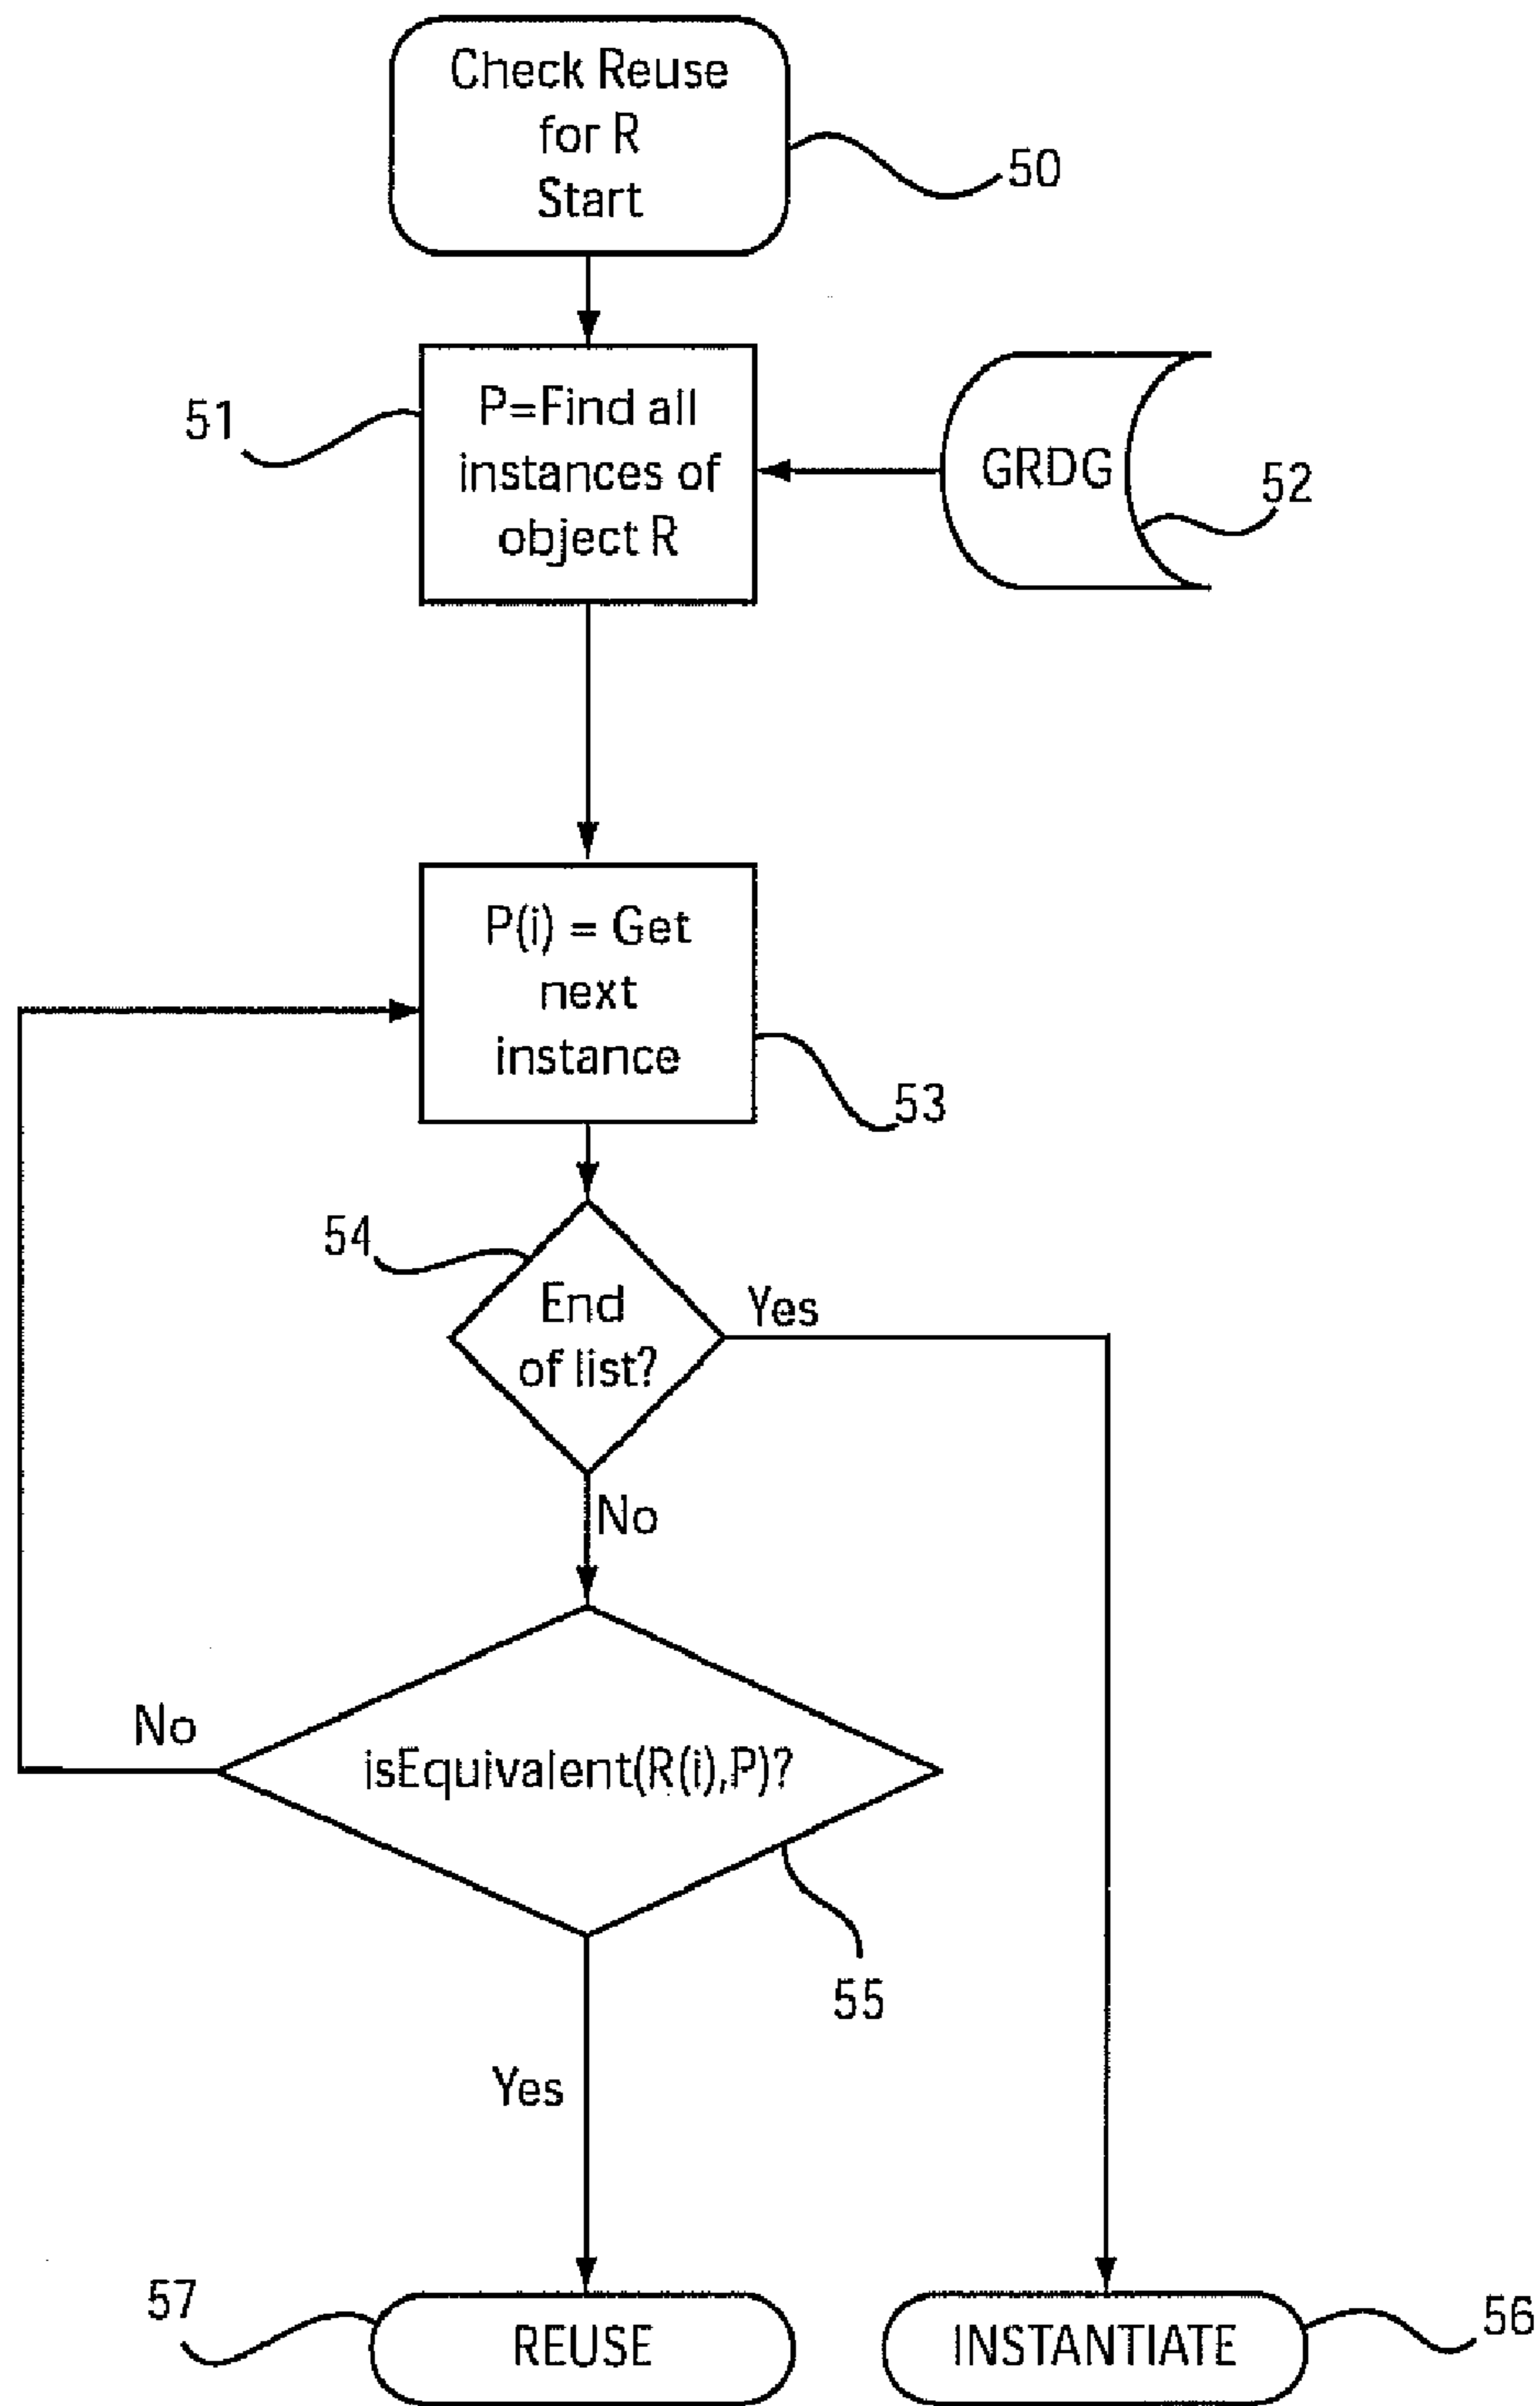 Check Reuse
for R
Start
50
P=Find all
instances of
object R
51
GRDG
52
P(i) = Get
next
instance
53
54
End
of list?
Yes
No
No
isEquivalent(R(i),P)?
55
Yes
57
REUSE
INSTANTIATE
56